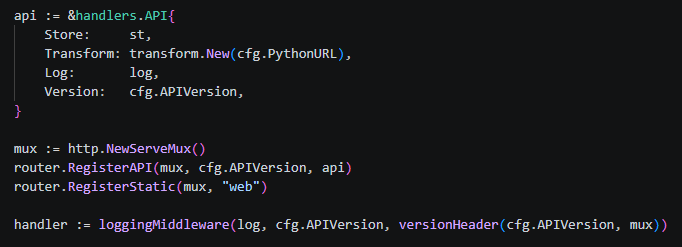 api := &handlers.API{
    Store:     st,
    Transform: transform.New(cfg.PythonURL),
    Log:       log,
    Version:   cfg.APIVersion,
}

mux := http.NewServeMux()
router.RegisterAPI(mux, cfg.APIVersion, api)
router.RegisterStatic(mux, "web")

handler := loggingMiddleware(log, cfg.APIVersion, versionHeader(cfg.APIVersion, mux))